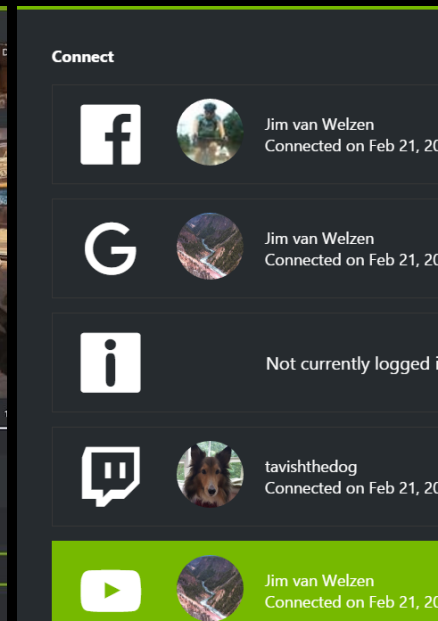 Connect
Jim van Welzen
Connected on Feb 21, 20
Jim van Welzen
Connected on Feb 21, 20
Not currently logged i
tavishthedog
Connected on Feb 21, 20
Jim van Welzen
Connected on Feb 21, 20